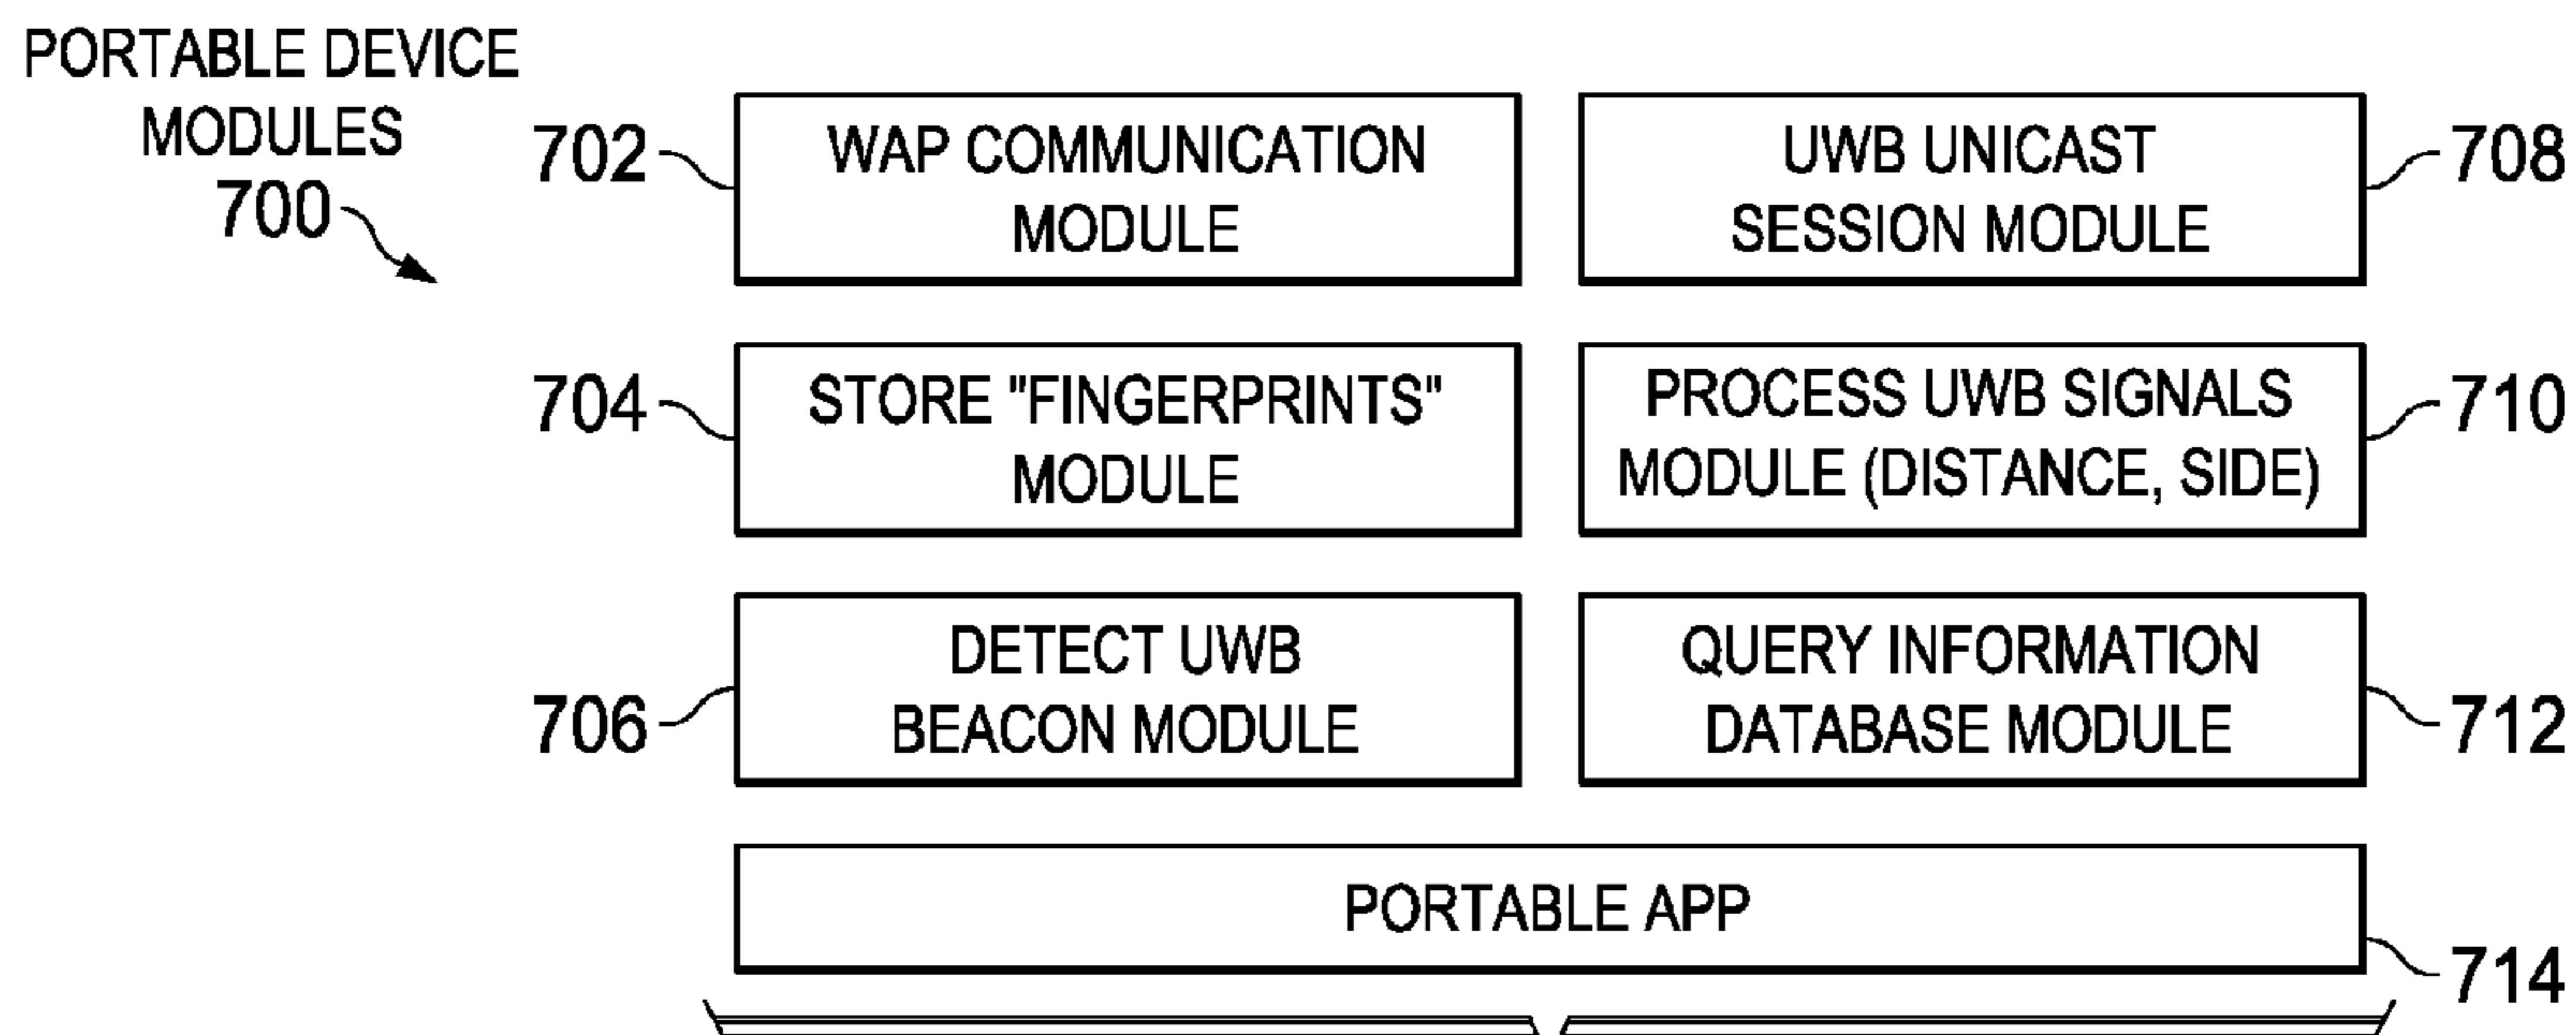 PORTABLE DEVICE
MODULES
700
702
WAP COMMUNICATION
MODULE
UWB UNICAST
SESSION MODULE
708
704
STORE "FINGERPRINTS"
MODULE
PROCESS UWB SIGNALS
MODULE (DISTANCE, SIDE)
710
706
DETECT UWB
BEACON MODULE
QUERY INFORMATION
DATABASE MODULE
712
PORTABLE APP
714